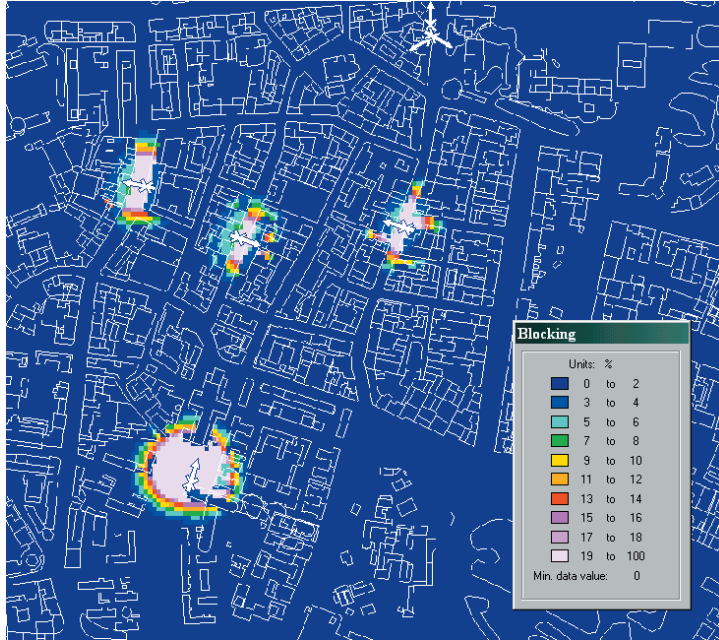 Blocking
Units: %
0 to 2
3 to 4
5 to 6
7 to 8
9 to 10
11 to 12
13 to 14
15 to 16
17 to 18
19 to 100
Min. data value: 0